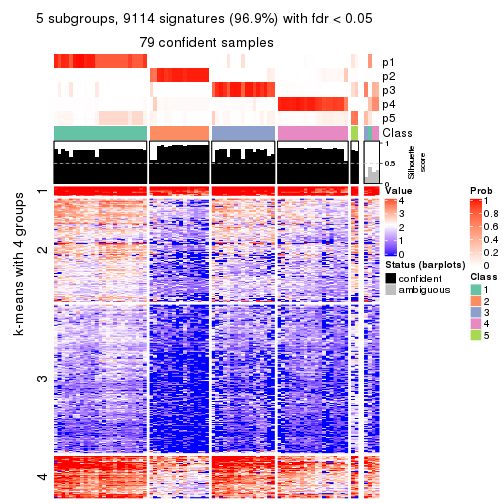 5 subgroups, 9114 signatures (96.9%) with fdr < 0.05
79 confident samples
p1
p2
p3
p4
p5
Class
1
0.5
0
Silhouette
score
k-means with 4 groups
1
2
3
4
Value
4
3
2
1
0
Status (barplots)
confident
ambiguous
Prob
1
0.8
0.6
0.4
0.2
0
Class
1
2
3
4
5